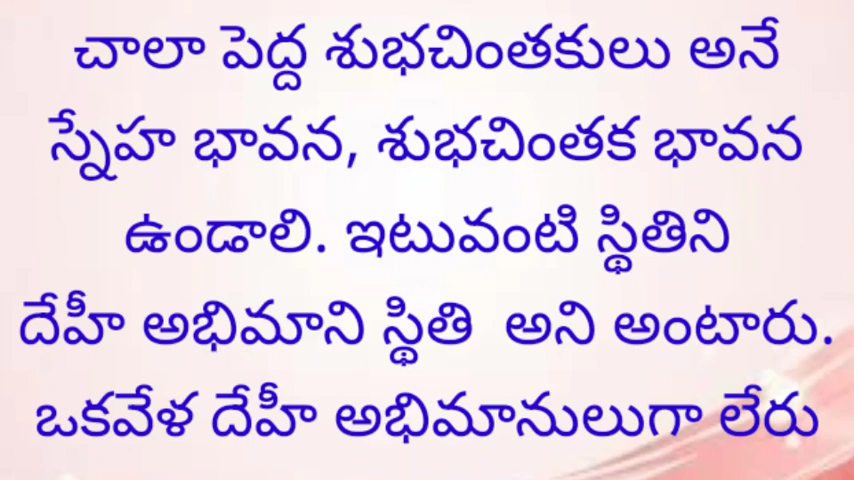 చాలా పెద్ద శుభచింతకులు అనే
స్నేహ భావన, శుభచింతక భావన
ఉండాలి. ఇటువంటి స్థితిని
దేహీ అభిమాని స్థితి అని అంటారు.
ఒకవేళ దేహీ అభిమానులుగా లేరు